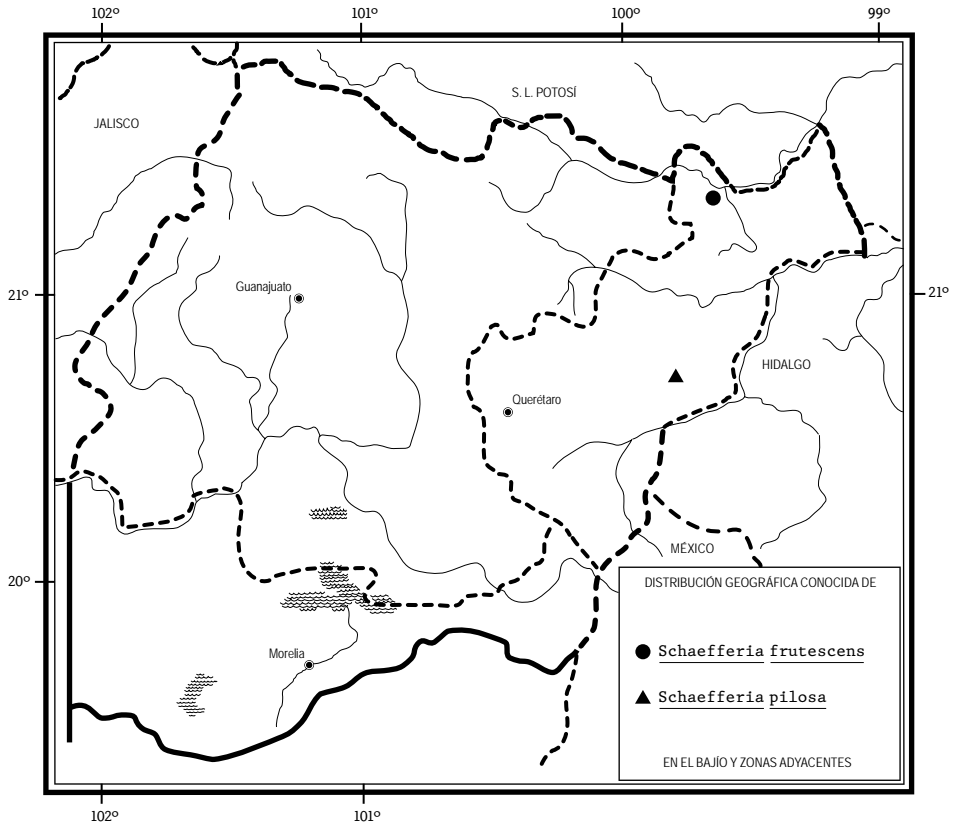 102º 101º 100º 99º
S. L. POTOSÍ
JALISCO
Guanajuato
21º 21º
HIDALGO
Querétaro
MÉXICO
20º
DISTRIBUCIÓN GEOGRÁFICA CONOCIDA DE
Schaefferia frutescens
Morelia
Schaefferia pilosa
EN EL BAJÍO Y ZONAS ADYACENTES
102º 101º